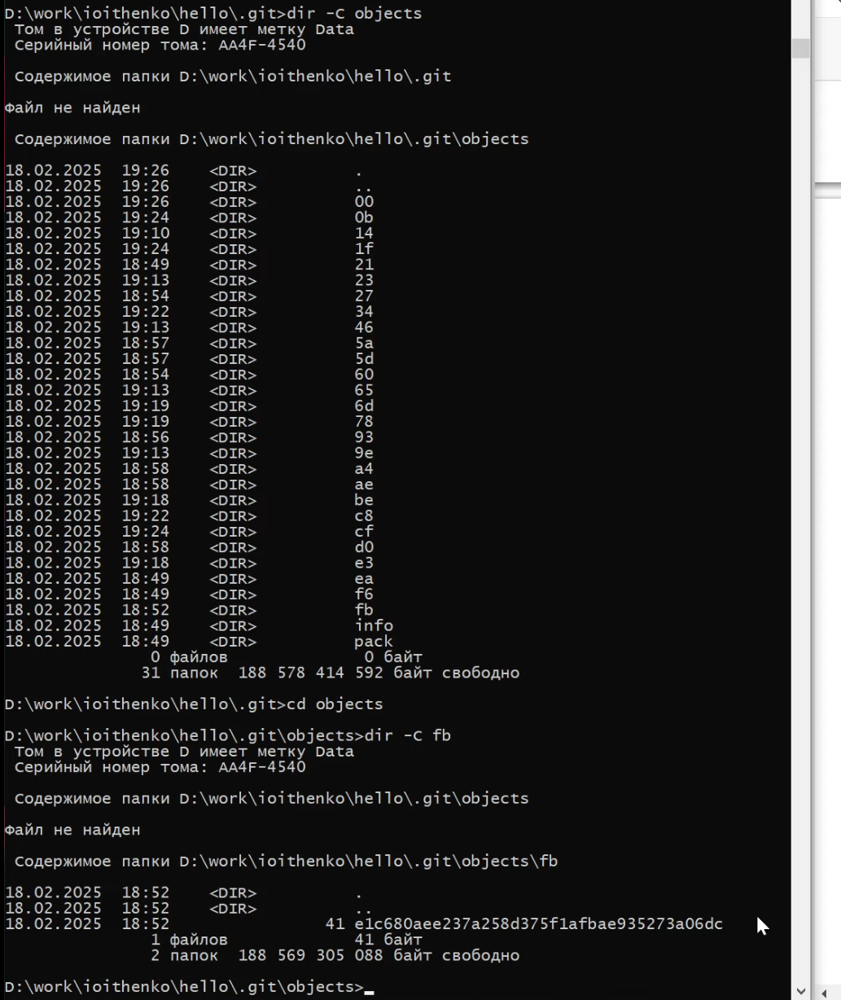 D:\work\ioithenko\hello\.git>dir -C objects
Том в устройстве D имеет метку Data
Серийный номер тома: AA4F-4540
Содержимое папки D:\work\ioithenko\hello\.git
Файл не найден
Содержимое папки D:\work\ioithenko\hello\.git\objects
18.02.2025 19:26 <DIR> .
18.02.2025 19:26 <DIR> ..
18.02.2025 19:26 <DIR> 00
18.02.2025 19:24 <DIR> 0b
18.02.2025 19:10 <DIR> 14
18.02.2025 19:24 <DIR> 1f
18.02.2025 18:49 <DIR> 21
18.02.2025 19:13 <DIR> 23
18.02.2025 18:54 <DIR> 27
18.02.2025 19:22 <DIR> 34
18.02.2025 19:13 <DIR> 46
18.02.2025 18:57 <DIR> 5a
18.02.2025 18:57 <DIR> 5d
18.02.2025 18:54 <DIR> 60
18.02.2025 19:13 <DIR> 65
18.02.2025 19:19 <DIR> 6d
18.02.2025 19:19 <DIR> 78
18.02.2025 18:56 <DIR> 93
18.02.2025 19:13 <DIR> 9e
18.02.2025 18:58 <DIR> a4
18.02.2025 18:58 <DIR> ae
18.02.2025 19:18 <DIR> be
18.02.2025 19:22 <DIR> c8
18.02.2025 19:24 <DIR> cf
18.02.2025 18:58 <DIR> d0
18.02.2025 19:18 <DIR> e3
18.02.2025 18:49 <DIR> ea
18.02.2025 18:49 <DIR> f6
18.02.2025 18:52 <DIR> fb
18.02.2025 18:49 <DIR> info
18.02.2025 18:49 <DIR> pack
0 файлов 0 байт
31 папок 188 578 414 592 байт свободно
D:\work\ioithenko\hello\.git>cd objects
D:\work\ioithenko\hello\.git\objects>dir -C fb
Том в устройстве D имеет метку Data
Серийный номер тома: AA4F-4540
Содержимое папки D:\work\ioithenko\hello\.git\objects
Файл не найден
Содержимое папки D:\work\ioithenko\hello\.git\objects\fb
18.02.2025 18:52 <DIR> .
18.02.2025 18:52 <DIR> ..
18.02.2025 18:52 41 e1c680aee237a258d375f1afbae935273a06dc
1 файлов 41 байт
2 папок 188 569 305 088 байт свободно
D:\work\ioithenko\hello\.git\objects>